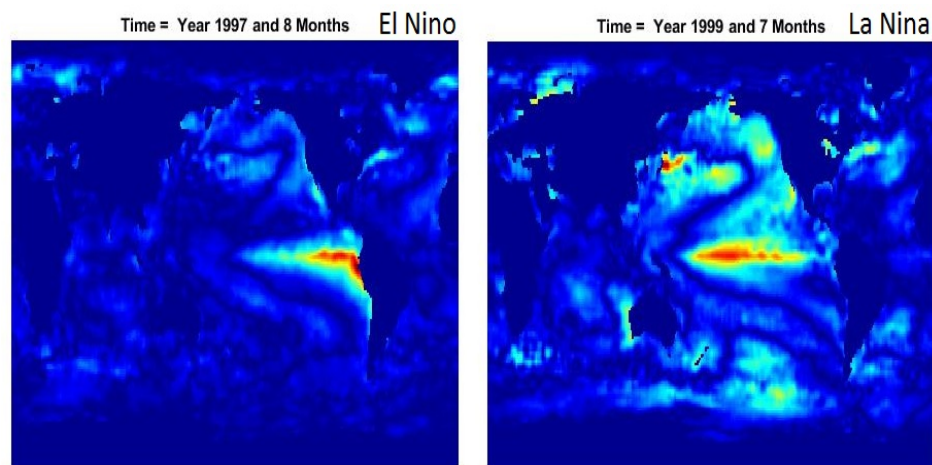 Time = Year 1997 and 8 Months El Nino
Time = Year 1999 and 7 Months La Nina